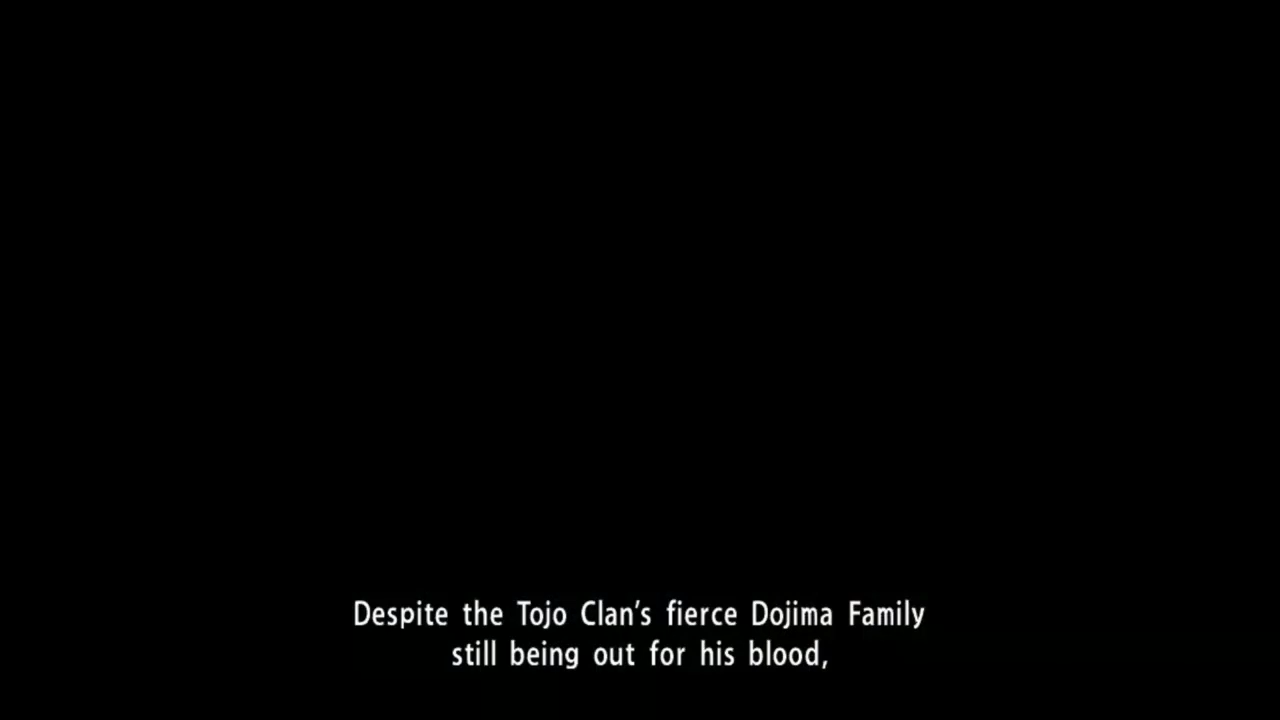 Despite the Tojo Clan's fierce Dojima Family
still being out for his blood,